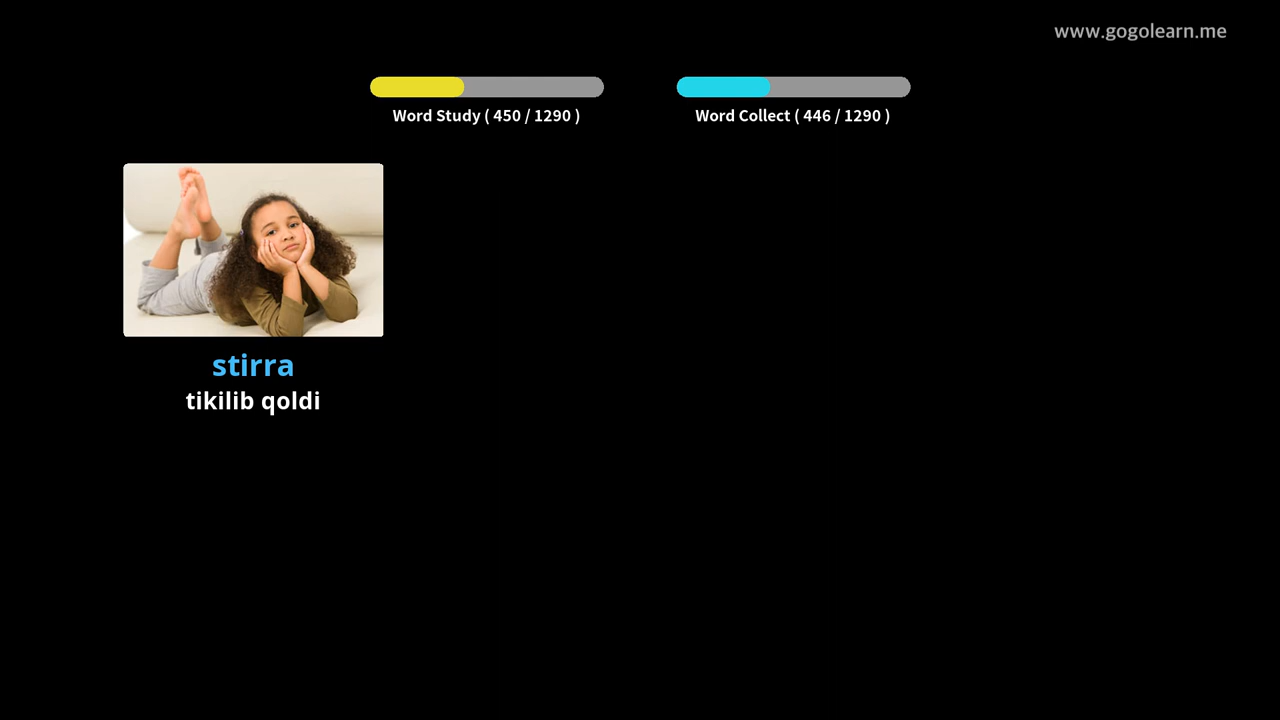 www.gogolearn.me
Word Study ( 450 / 1290 )
Word Collect ( 446 / 1290 )
stirra
tikilib qoldi